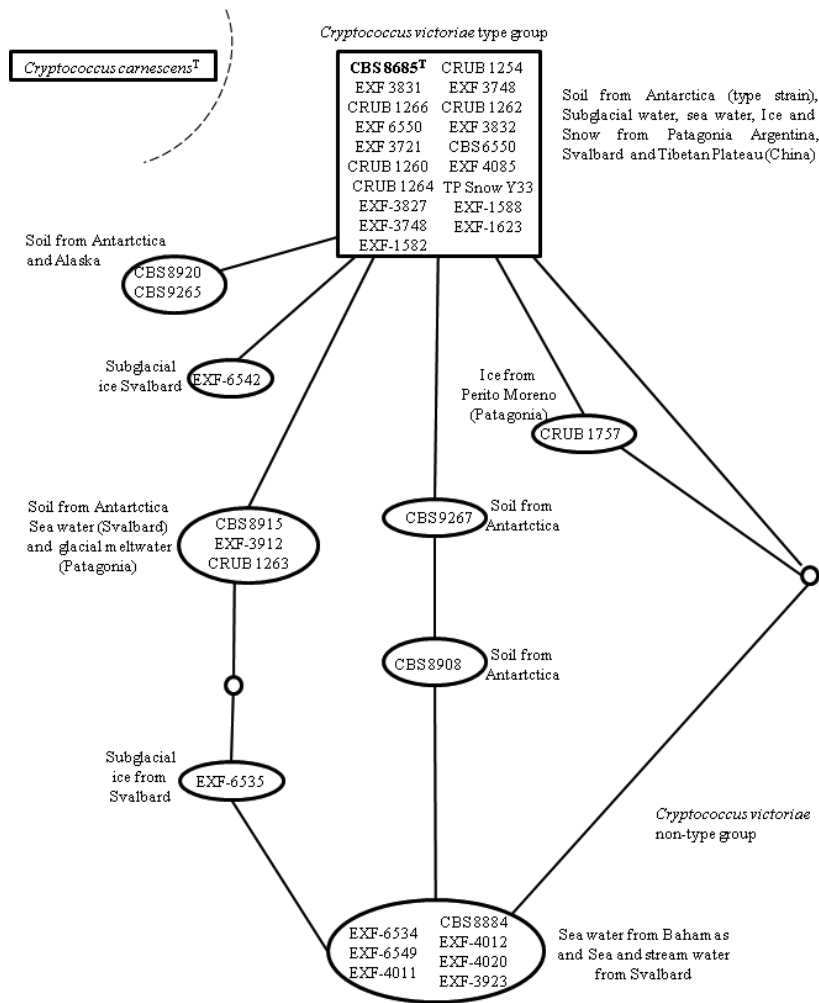 Cryptococcus victoriae type group
Cryptococcus carnescensT
CBS 8685T CRUB 1254
EXF 3831 EXF 3748
CRUB 1266 CRUB 1262
EXF 6550 EXF 3832
EXF 3721 CBS6550
CRUB 1260 EXF 4085
CRUB 1264 TP Snow Y33
EXF-3827 EXF-1588
EXF-3748 EXF-1623
EXF-1582
Soil from Antarctica (type strain),
Subglacial water, sea water, Ice and
Snow from Patagonia Argentina,
Svalbard and Tibetan Plateau (China)
Soil from Antartctica
and Alaska
CBS8920
CBS9265
Subglacial
ice Svalbard
EXF-6542
Ice from
Perito Moreno
(Patagonia)
CRUB 1757
Soil from Antartctica
Sea water (Svalbard)
and glacial meltwater
(Patagonia)
CBS8915
EXF-3912
CRUB 1263
CBS9267
Soil from
Antartctica
CBS8908
Soil from
Antartctica
Subglacial
ice from
Svalbard
EXF-6535
Cryptococcus victoriae
non-type group
EXF-6534 CBS8884
EXF-6549 EXF-4012
EXF-4011 EXF-4020
EXF-3923
Sea water from Bahamas
and Sea and stream water
from Svalbard